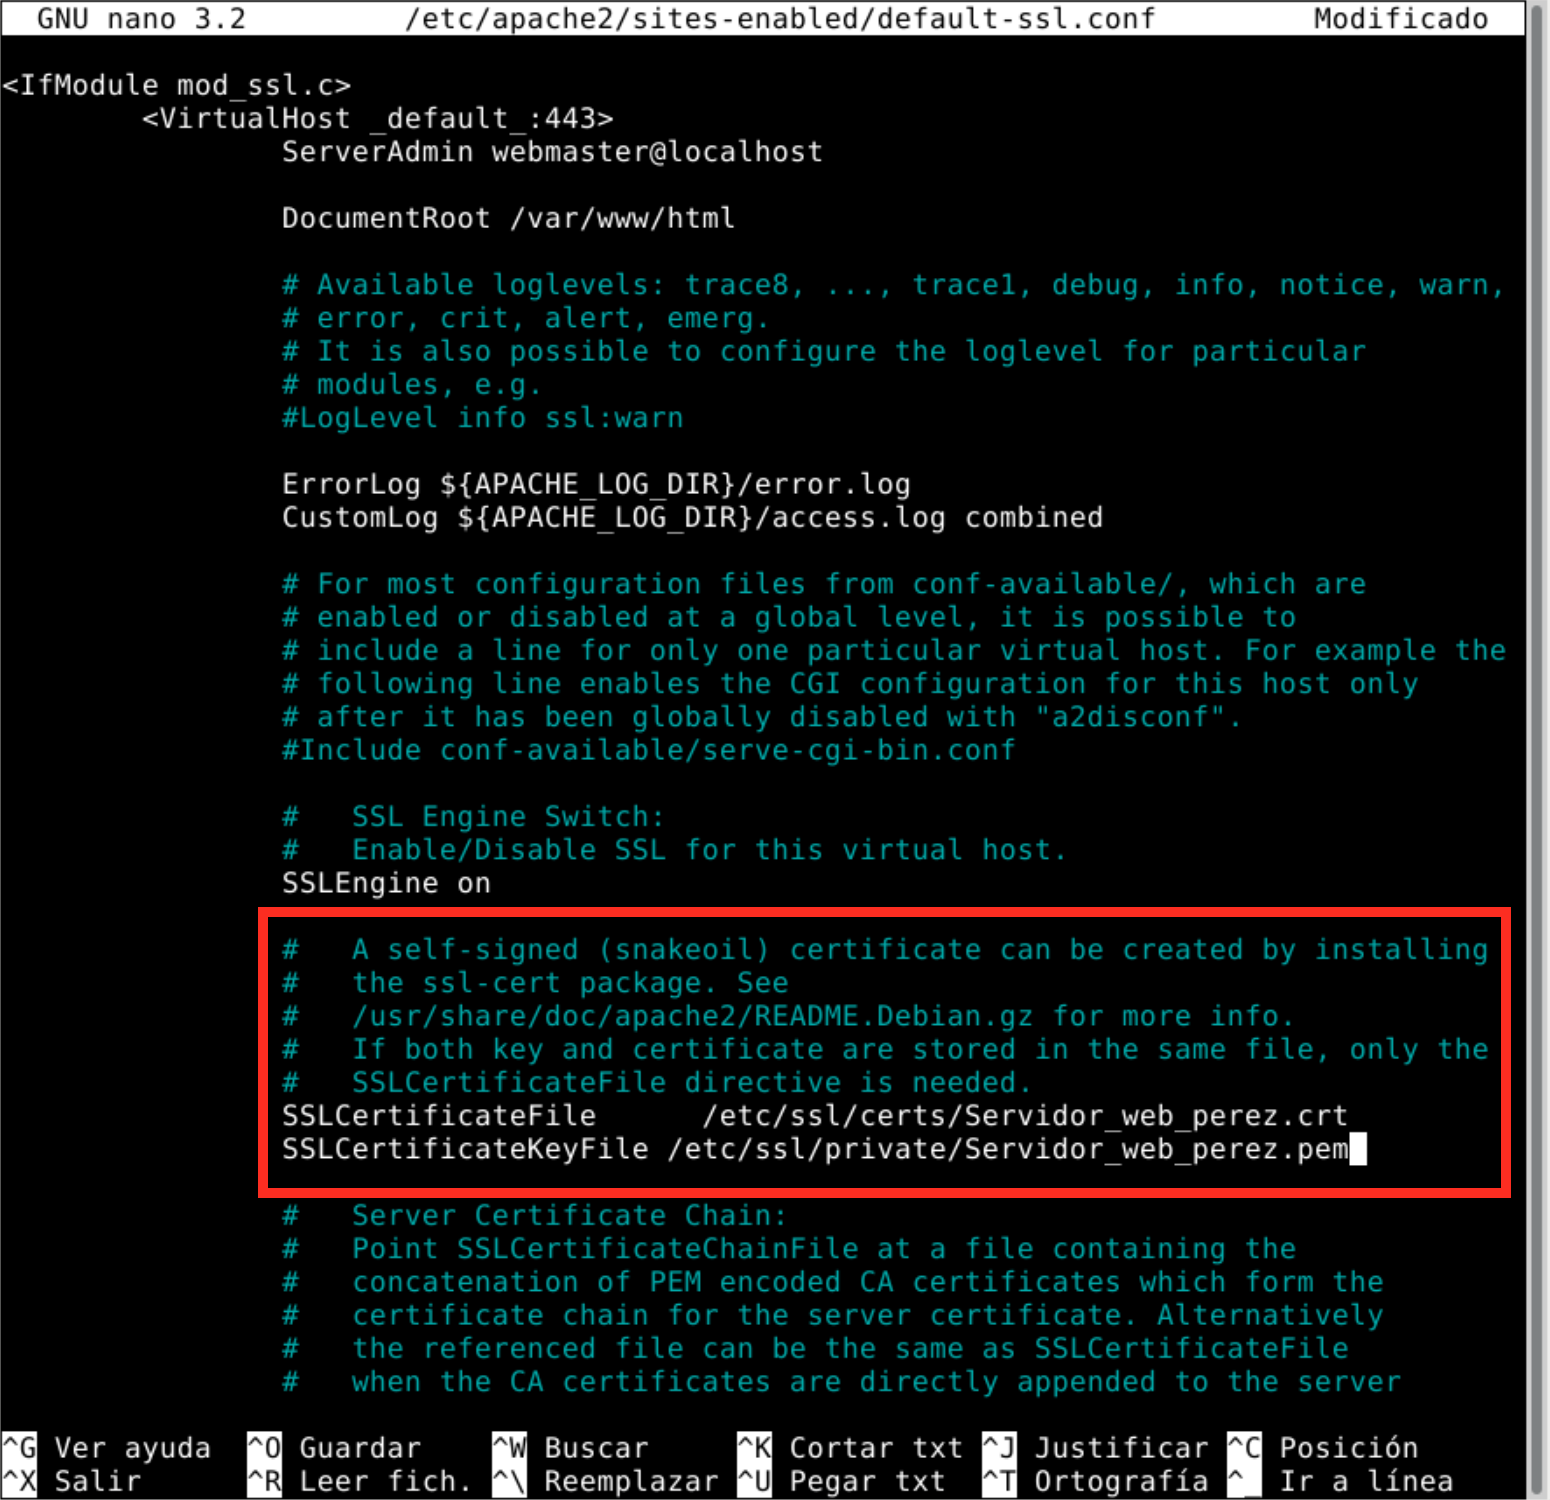 GNU nano 3.2 /etc/apache2/sites-enabled/default-ssl.conf Modificado
<IfModule mod_ssl.c>
<VirtualHost _default_:443>
ServerAdmin webmaster@localhost
DocumentRoot /var/www/html
# Available loglevels: trace8, ..., trace1, debug, info, notice, warn,
# error, crit, alert, emerg.
# It is also possible to configure the loglevel for particular
# modules, e.g.
#LogLevel info ssl:warn
ErrorLog ${APACHE_LOG_DIR}/error.log
CustomLog ${APACHE_LOG_DIR}/access.log combined
# For most configuration files from conf-available/, which are
# enabled or disabled at a global level, it is possible to
# include a line for only one particular virtual host. For example the
# following line enables the CGI configuration for this host only
# after it has been globally disabled with "a2disconf".
#Include conf-available/serve-cgi-bin.conf
# SSL Engine Switch:
# Enable/Disable SSL for this virtual host.
SSLEngine on
# A self-signed (snakeoil) certificate can be created by installing
# the ssl-cert package. See
# /usr/share/doc/apache2/README.Debian.gz for more info.
# If both key and certificate are stored in the same file, only the
# SSLCertificateFile directive is needed.
SSLCertificateFile /etc/ssl/certs/Servidor_web_perez.crt
SSLCertificateKeyFile /etc/ssl/private/Servidor_web_perez.pem
# Server Certificate Chain:
# Point SSLCertificateChainFile at a file containing the
# concatenation of PEM encoded CA certificates which form the
# certificate chain for the server certificate. Alternatively
# the referenced file can be the same as SSLCertificateFile
# when the CA certificates are directly appended to the server
^G Ver ayuda ^O Guardar ^W Buscar ^K Cortar txt ^J Justificar ^C Posición
^X Salir ^R Leer fich. ^\ Reemplazar ^U Pegar txt ^T Ortografía ^_ Ir a línea